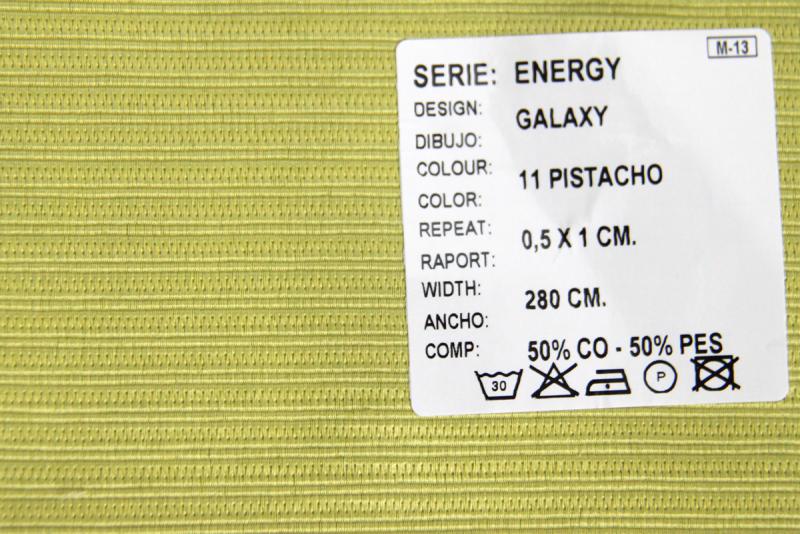 M-13
SERIE: ENERGY
DESIGN:
GALAXY
DIBUJO:
COLOUR:
11 PISTACHO
COLOR:
REPEAT:
0,5 X 1 CM.
RAPORT:
WIDTH:
280 CM.
ANCHO:
COMP: 50% CO - 50% PES
30
P